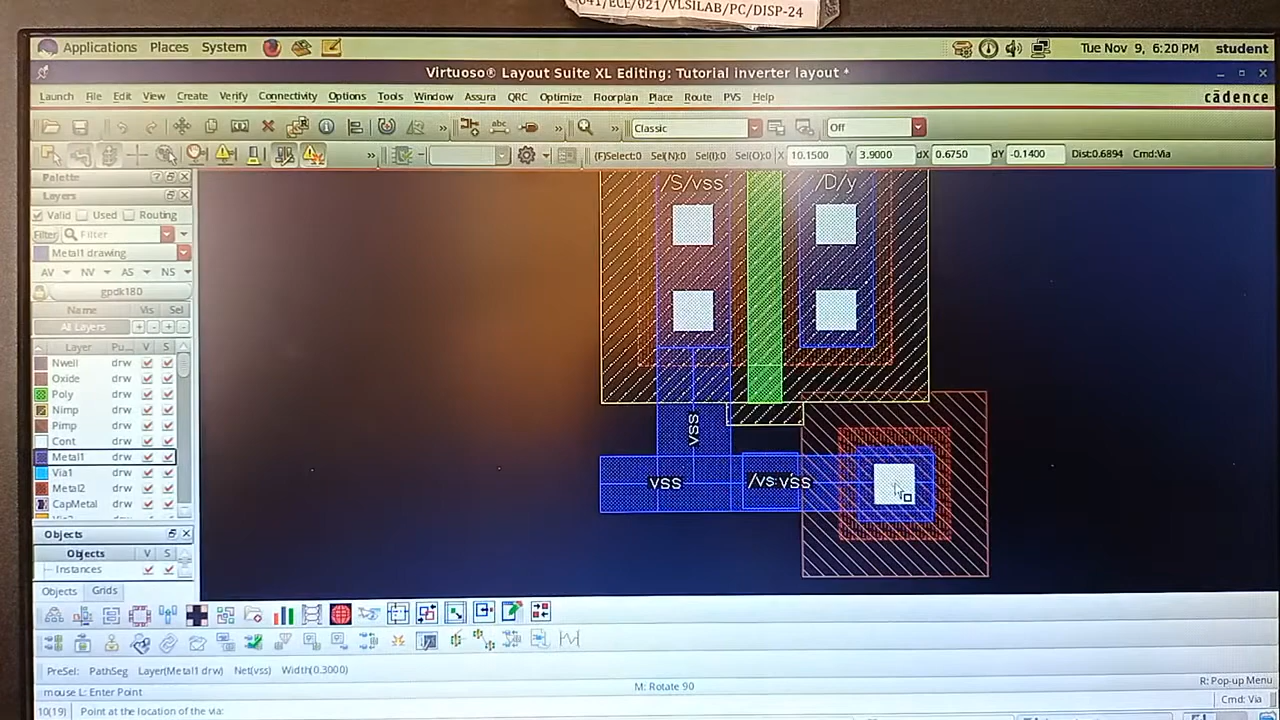 041/ECE/021/VLSILAB/PC/DISP-24
Applications Places System Tue Nov 9, 6:20 PM student
Virtuoso® Layout Suite XL Editing: Tutorial inverter layout *
Launch File Edit View Create Verify Connectivity Options Tools Window Assura QRC Optimize Floorplan Place Route PVS Help cādence
Classic Off
(F)Select:0 Sel(N):0 Sel(I):0 Sel(O):0 X 10.1500 Y 3.9000 dX 0.6750 dY -0.1400 Dist:0.6894 Cmd:Via
Palette
Layers
Valid Used Routing
Filter Filter
Metal1 drawing
AV NV AS NS
gpdk180
Name Vis Sel
All Layers + - + -
Layer Pu... V S
Nwell drw
Oxide drw
Poly drw
Nimp drw
Pimp drw
Cont drw
Metal1 drw
Via1 drw
Metal2 drw
CapMetal drw
Objects
Objects V S
Instances
Objects Grids
/S/vss /D/y
vss
vss /vs vss
PreSel: PathSeg Layer(Metal1 drw) Net(vss) Width(0.3000)
mouse L: Enter Point M: Rotate 90 R: Pop-up Menu
10(19) Point at the location of the via: Cmd: Via